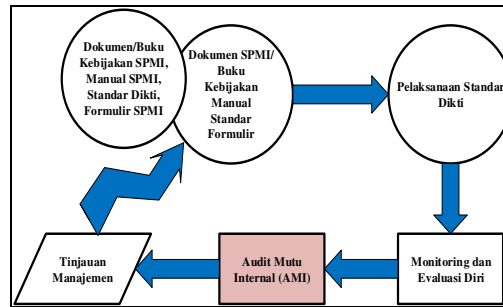 Dokumen/Buku
Kebijakan SPMI,
Manual SPMI,
Standar Dikti,
Formulir SPMI
Dokumen SPMI/
Buku
Kebijakan
Manual
Standar
Formulir
Pelaksanaan Standar
Dikti
Monitoring dan
Evaluasi Diri
Audit Mutu
Internal (AMI)
Tinjauan
Manajemen